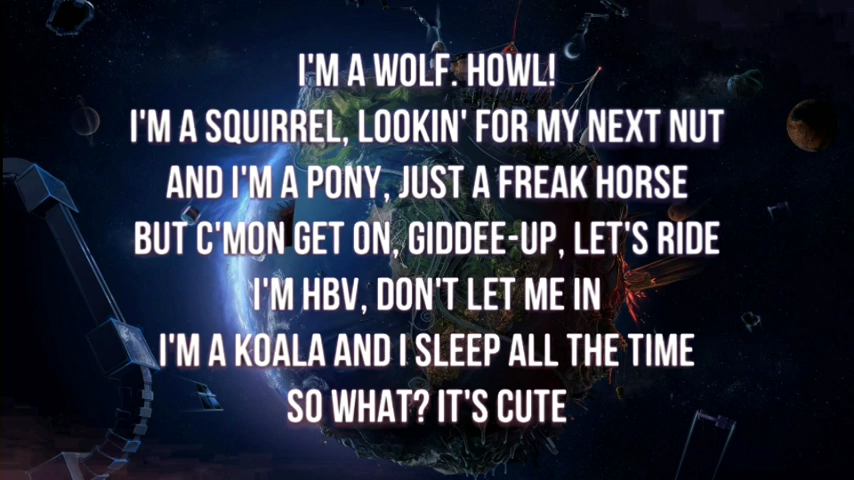 I'M A WOLF. HOWL!
I'M A SQUIRREL, LOOKIN' FOR MY NEXT NUT
AND I'M A PONY, JUST A FREAK HORSE
BUT C'MON GET ON, GIDDEE-UP, LET'S RIDE
I'M HBV, DON'T LET ME IN
I'M A KOALA AND I SLEEP ALL THE TIME
SO WHAT? IT'S CUTE